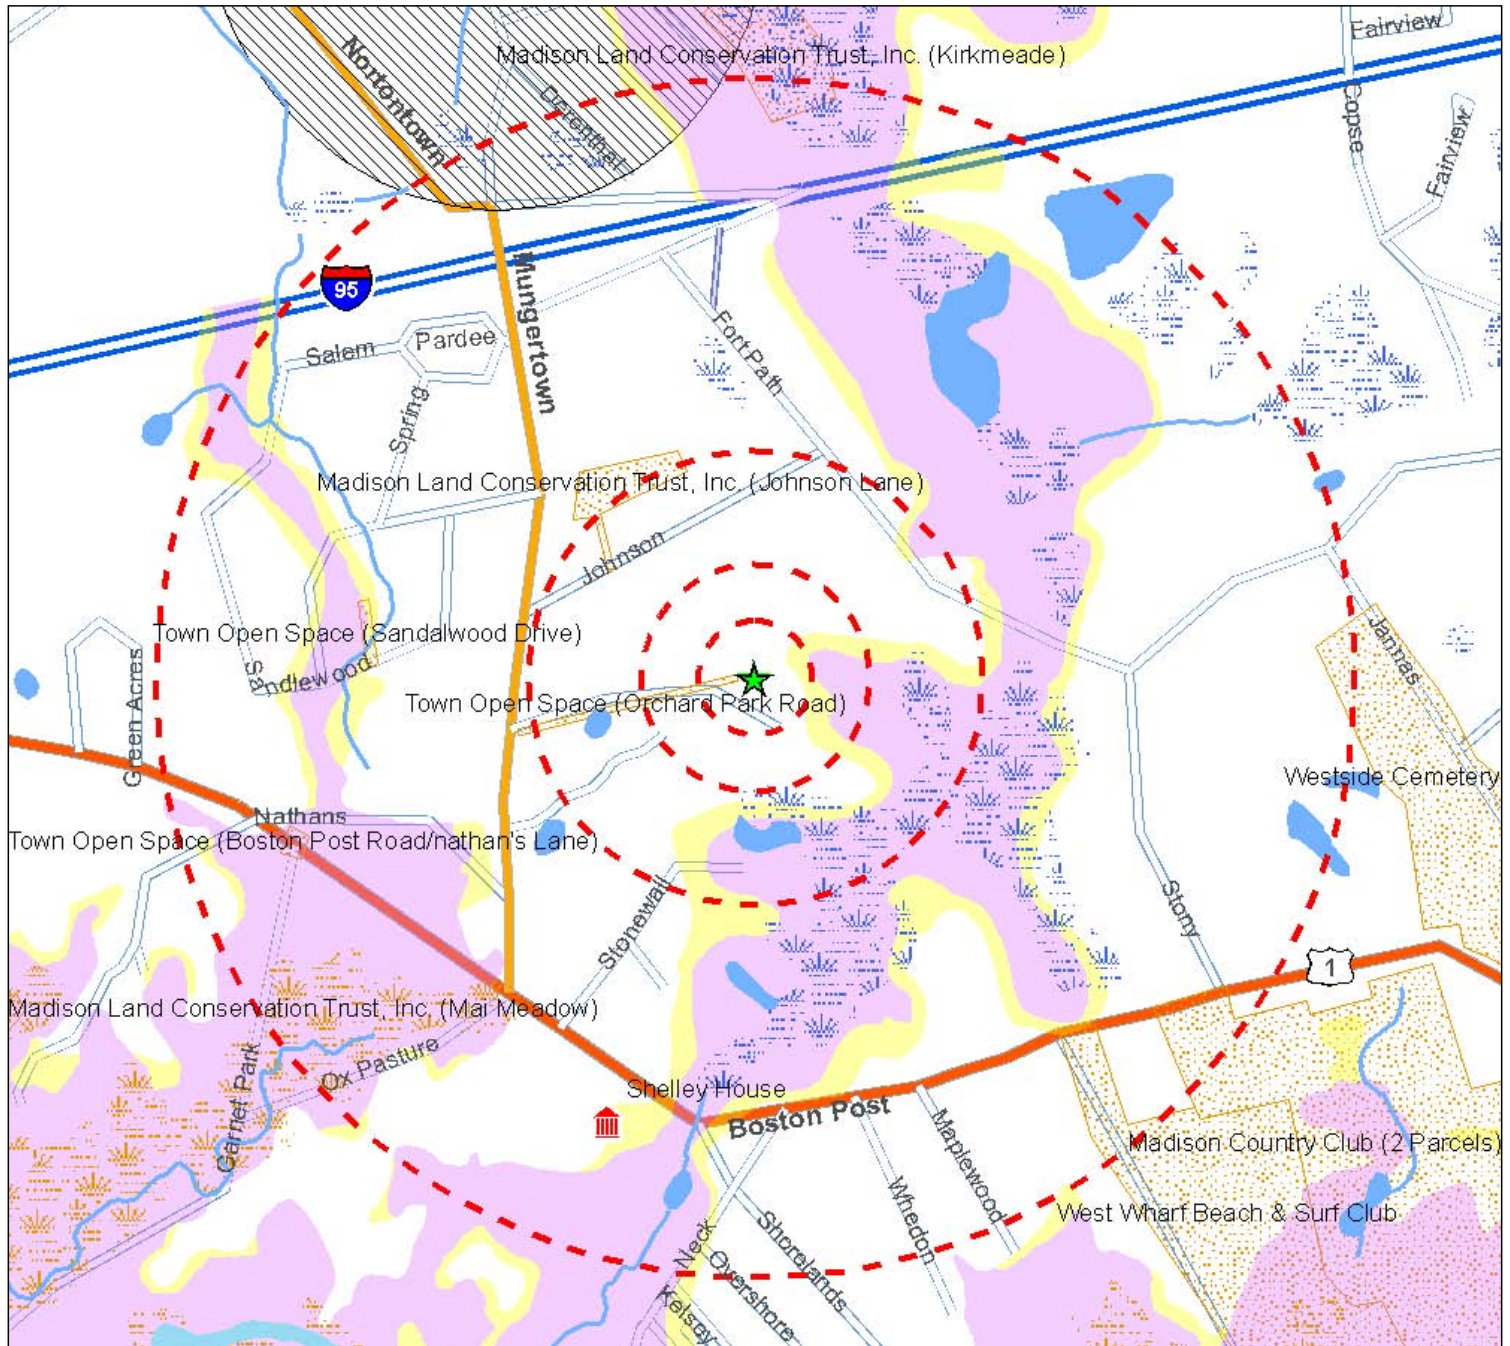 Fairview
Nortontown
Madison Land Conservation Trust, Inc. (Kirkmeade)
Copse
Fairview
95
Mungertown
Salem
Pardee
Fort Path
Spring
Madison Land Conservation Trust, Inc. (Johnson Lane)
Johnson
Jannas
Town Open Space (Sandalwood Drive)
Green Acres
Sandlewood
Town Open Space (Orchard Park Road)
Westside Cemetery
Nathans
Town Open Space (Boston Post Road/nathan's Lane)
Stonewall
Stony
1
Madison Land Conservation Trust, Inc. (Mai Meadow)
Garnet Park
Ox Pasture
Shelley House
Boston Post
Maplewood
Madison Country Club (2 Parcels)
Whedon
West Wharf Beach & Surf Club
Neck
Shorelands
Overshore
Kelsey